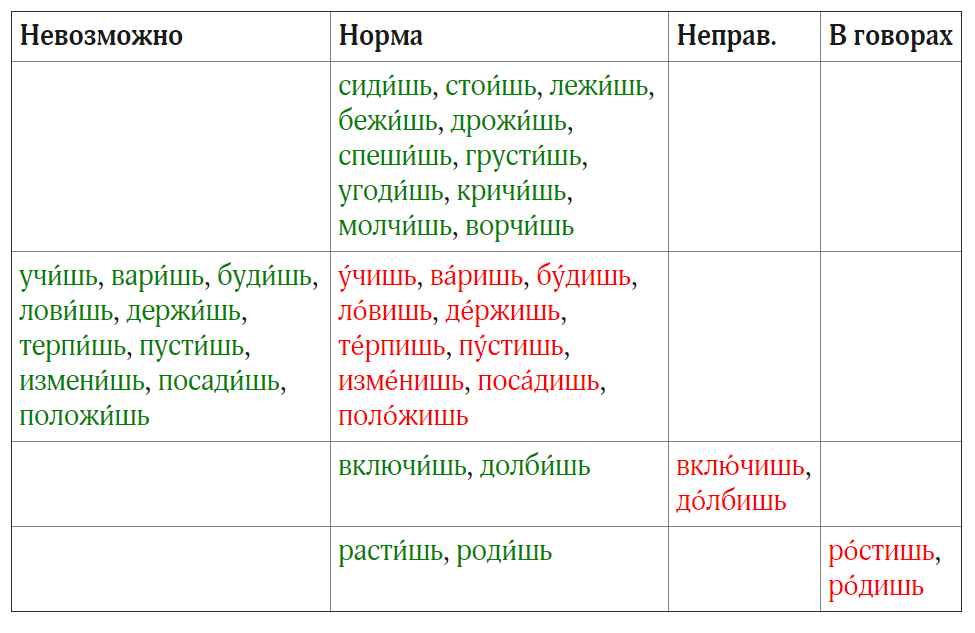 Невозможно Норма Неправ. В говорах
сиди́шь, стои́шь, лежи́шь,
бежи́шь, дрожи́шь,
спеши́шь, грусти́шь,
угоди́шь, кричи́шь,
молчи́шь, ворчи́шь
учи́шь, вари́шь, буди́шь,
лови́шь, держи́шь,
терпи́шь, пусти́шь,
измени́шь, посади́шь,
положи́шь
у́чишь, ва́ришь, бу́дишь,
ло́вишь, де́ржишь,
те́рпишь, пу́стишь,
изме́нишь, поса́дишь,
поло́жишь
включи́шь, долби́шь
клю́чишь,
до́лбишь
расти́шь, роди́шь
ро́стишь,
ро́дишь